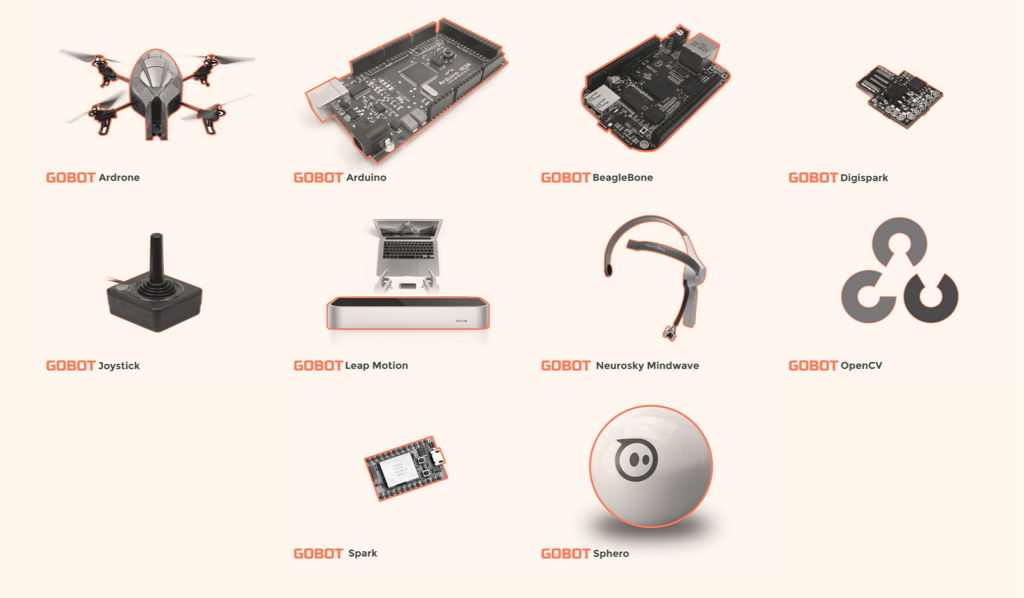 GOBOT Ardrone
GOBOT Arduino
GOBOT BeagleBone
GOBOT Digispark
GOBOT Joystick
GOBOT Leap Motion
GOBOT Neurosky Mindwave
GOBOT OpenCV
GOBOT Spark
GOBOT Sphero